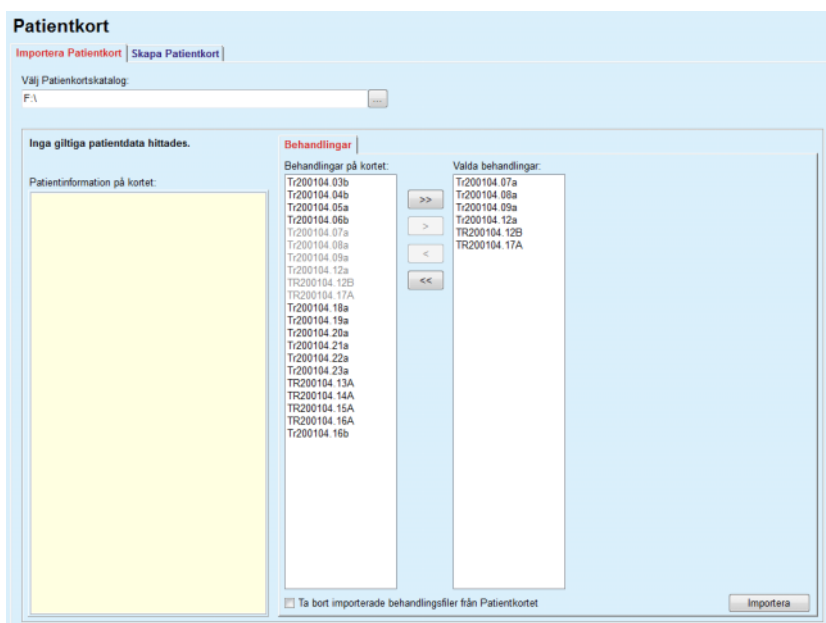 Patientkort
Importera Patientkort Skapa Patientkort
Välj Patienkortskatalog:
F:\
...
Inga giltiga patientdata hittades.
Patientinformation på kortet:
Behandlingar
Behandlingar på kortet:
Tr200104.03b
Tr200104.04b
Tr200104.05a
Tr200104.06b
Tr200104.07a
Tr200104.08a
Tr200104.09a
Tr200104.12a
TR200104.12B
TR200104.17A
Tr200104.18a
Tr200104.19a
Tr200104.20a
Tr200104.21a
Tr200104.22a
Tr200104.23a
TR200104.13A
TR200104.14A
TR200104.15A
TR200104.16A
Tr200104.16b
>>
>
<
<<
Valda behandlingar:
Tr200104.07a
Tr200104.08a
Tr200104.09a
Tr200104.12a
TR200104.12B
TR200104.17A
Ta bort importerade behandlingsfiler från Patientkortet
Importera